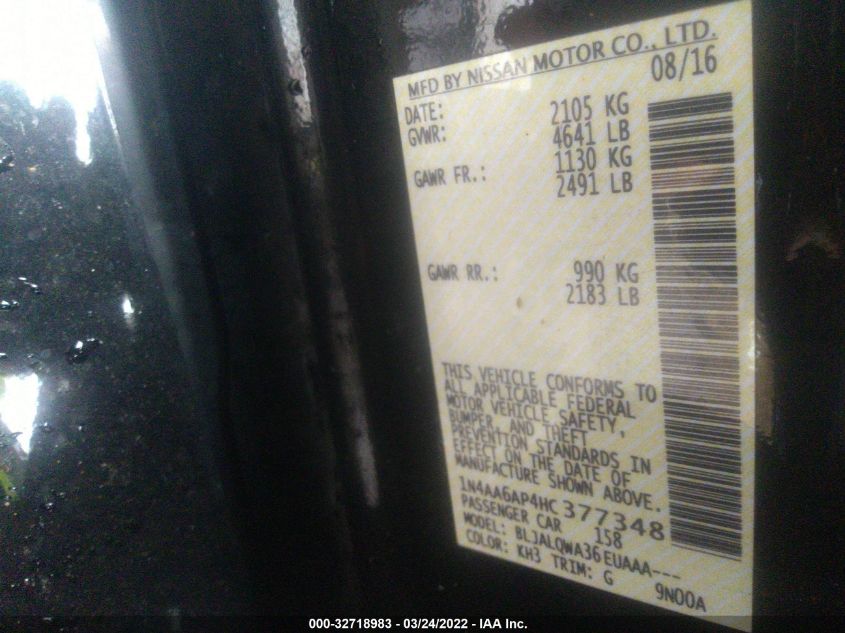 MFD BY NISSAN MOTOR CO., LTD.
DATE: 08/16
GVWR: 2105 KG
4641 LB
GAWR FR.: 1130 KG
2491 LB
GAWR RR.: 990 KG
2183 LB
THIS VEHICLE CONFORMS TO
ALL APPLICABLE FEDERAL
MOTOR VEHICLE SAFETY,
BUMPER, AND THEFT
PREVENTION STANDARDS IN
EFFECT ON THE DATE OF
MANUFACTURE SHOWN ABOVE.
1N4AA6AP4HC377348
PASSENGER CAR 158
MODEL: BLJALQWA36EUAAA---
COLOR: KH3 TRIM: G 9N00A
000-32718983 - 03/24/2022 - IAA Inc.